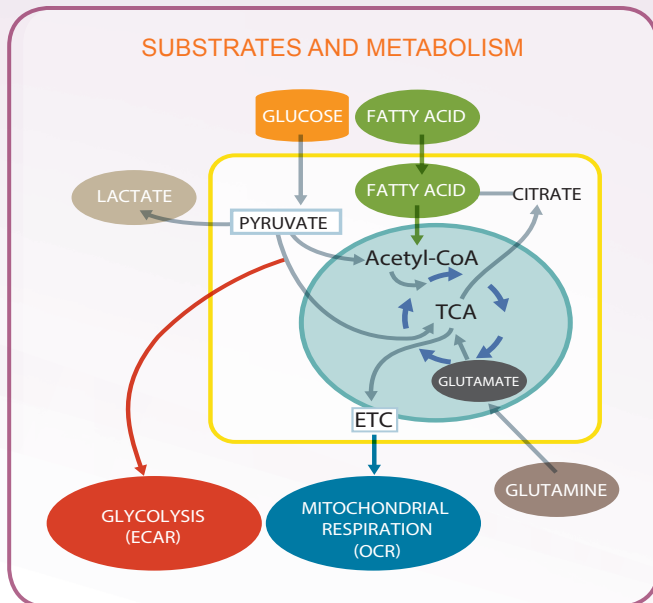 SUBSTRATES AND METABOLISM
GLUCOSE
FATTY ACID
FATTY ACID
CITRATE
LACTATE
PYRUVATE
Acetyl-CoA
TCA
GLUTAMATE
ETC
GLUTAMINE
GLYCOLYSIS
(ECAR)
MITOCHONDRIAL
RESPIRATION
(OCR)